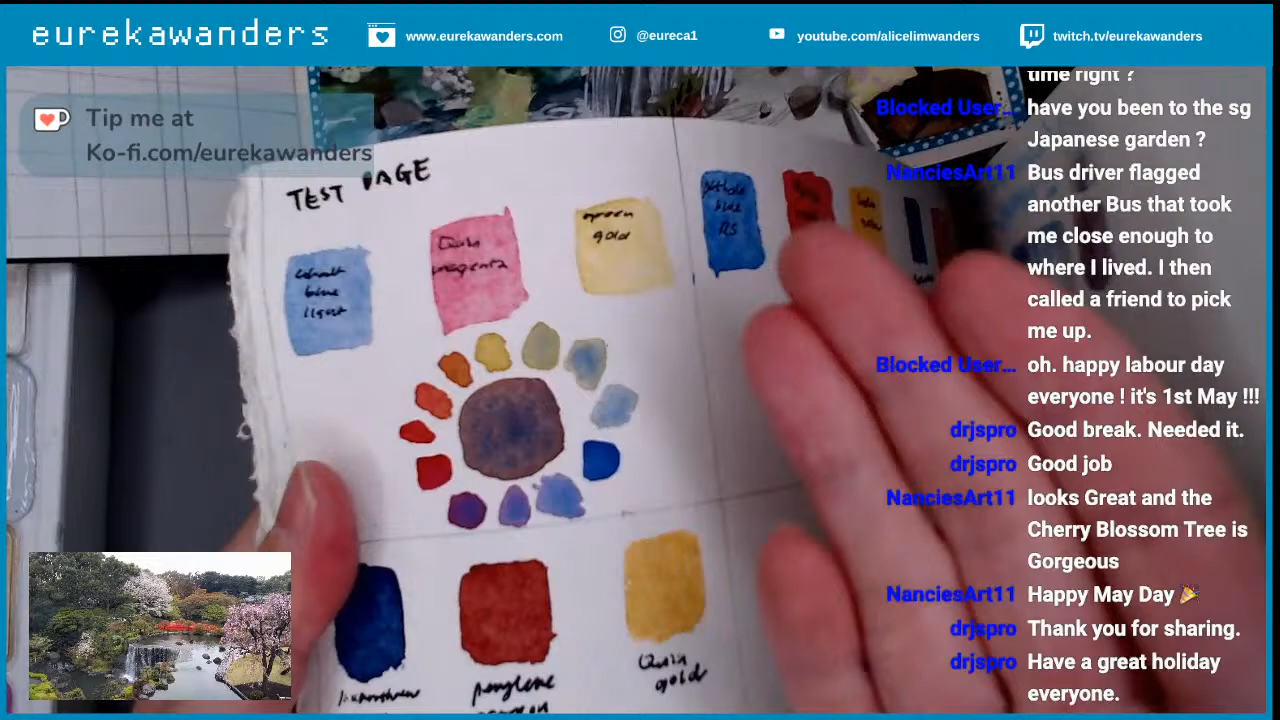 eurekawanders
www.eurekawanders.com
@eureca1
youtube.com/alicelimwanders
twitch.tv/eurekawanders
Tip me at
Ko-fi.com/eurekawanders
TEST PAGE
cobalt
blue
light
Quin
magenta
green
gold
blue
RS
perylene
Quin
gold
time right ?
Blocked User... have you been to the sg
Japanese garden ?
NanciesArt11 Bus driver flagged
another Bus that took
me close enough to
where I lived. I then
called a friend to pick
me up.
Blocked User... oh. happy labour day
everyone ! it's 1st May !!!
drjspro Good break. Needed it.
drjspro Good job
NanciesArt11 looks Great and the
Cherry Blossom Tree is
Gorgeous
NanciesArt11 Happy May Day 🎉
drjspro Thank you for sharing.
drjspro Have a great holiday
everyone.